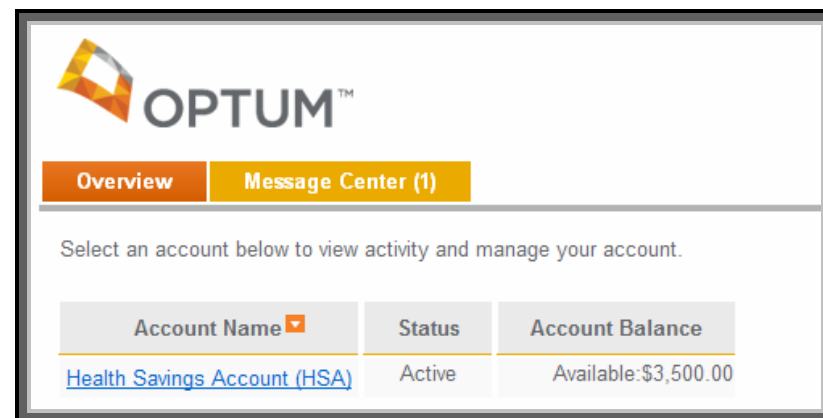 OPTUM™
Overview Message Center (1)
Select an account below to view activity and manage your account.
Account Name Status Account Balance
Health Savings Account (HSA) Active Available:$3,500.00